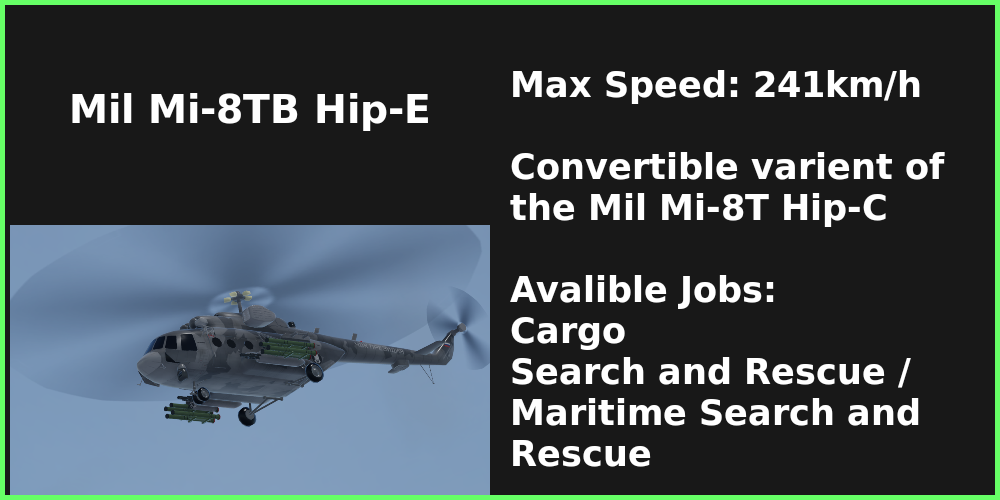 Mil Mi-8TB Hip-E
Max Speed: 241km/h
Convertible varient of
the Mil Mi-8T Hip-C
Avalible Jobs:
Cargo
Search and Rescue /
Maritime Search and
Rescue